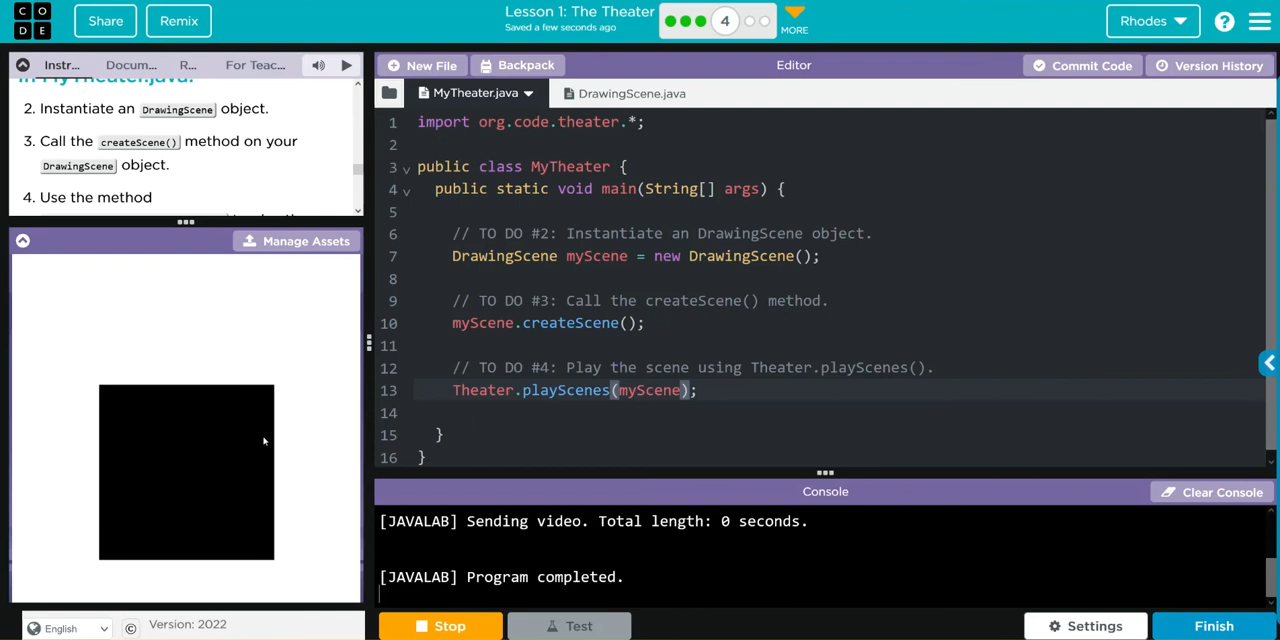 C O
D E
Share
Remix
Lesson 1: The Theater
Saved a few seconds ago
4
MORE
Rhodes
?
Instr...
Docum...
R...
For Teac...
New File
Backpack
Editor
Commit Code
Version History
in MyTheater.java:
2. Instantiate an DrawingScene object.
3. Call the createScene() method on your
DrawingScene object.
4. Use the method
MyTheater.java
DrawingScene.java
1 import org.code.theater.*;
2
3 public class MyTheater {
4 public static void main(String[] args) {
5
6 // TO DO #2: Instantiate an DrawingScene object.
7 DrawingScene myScene = new DrawingScene();
8
9 // TO DO #3: Call the createScene() method.
10 myScene.createScene();
11
12 // TO DO #4: Play the scene using Theater.playScenes().
13 Theater.playScenes(myScene);
14
15 }
16 }
Manage Assets
Console
Clear Console
[JAVALAB] Sending video. Total length: 0 seconds.
[JAVALAB] Program completed.
English
©
Version: 2022
Stop
Test
Settings
Finish